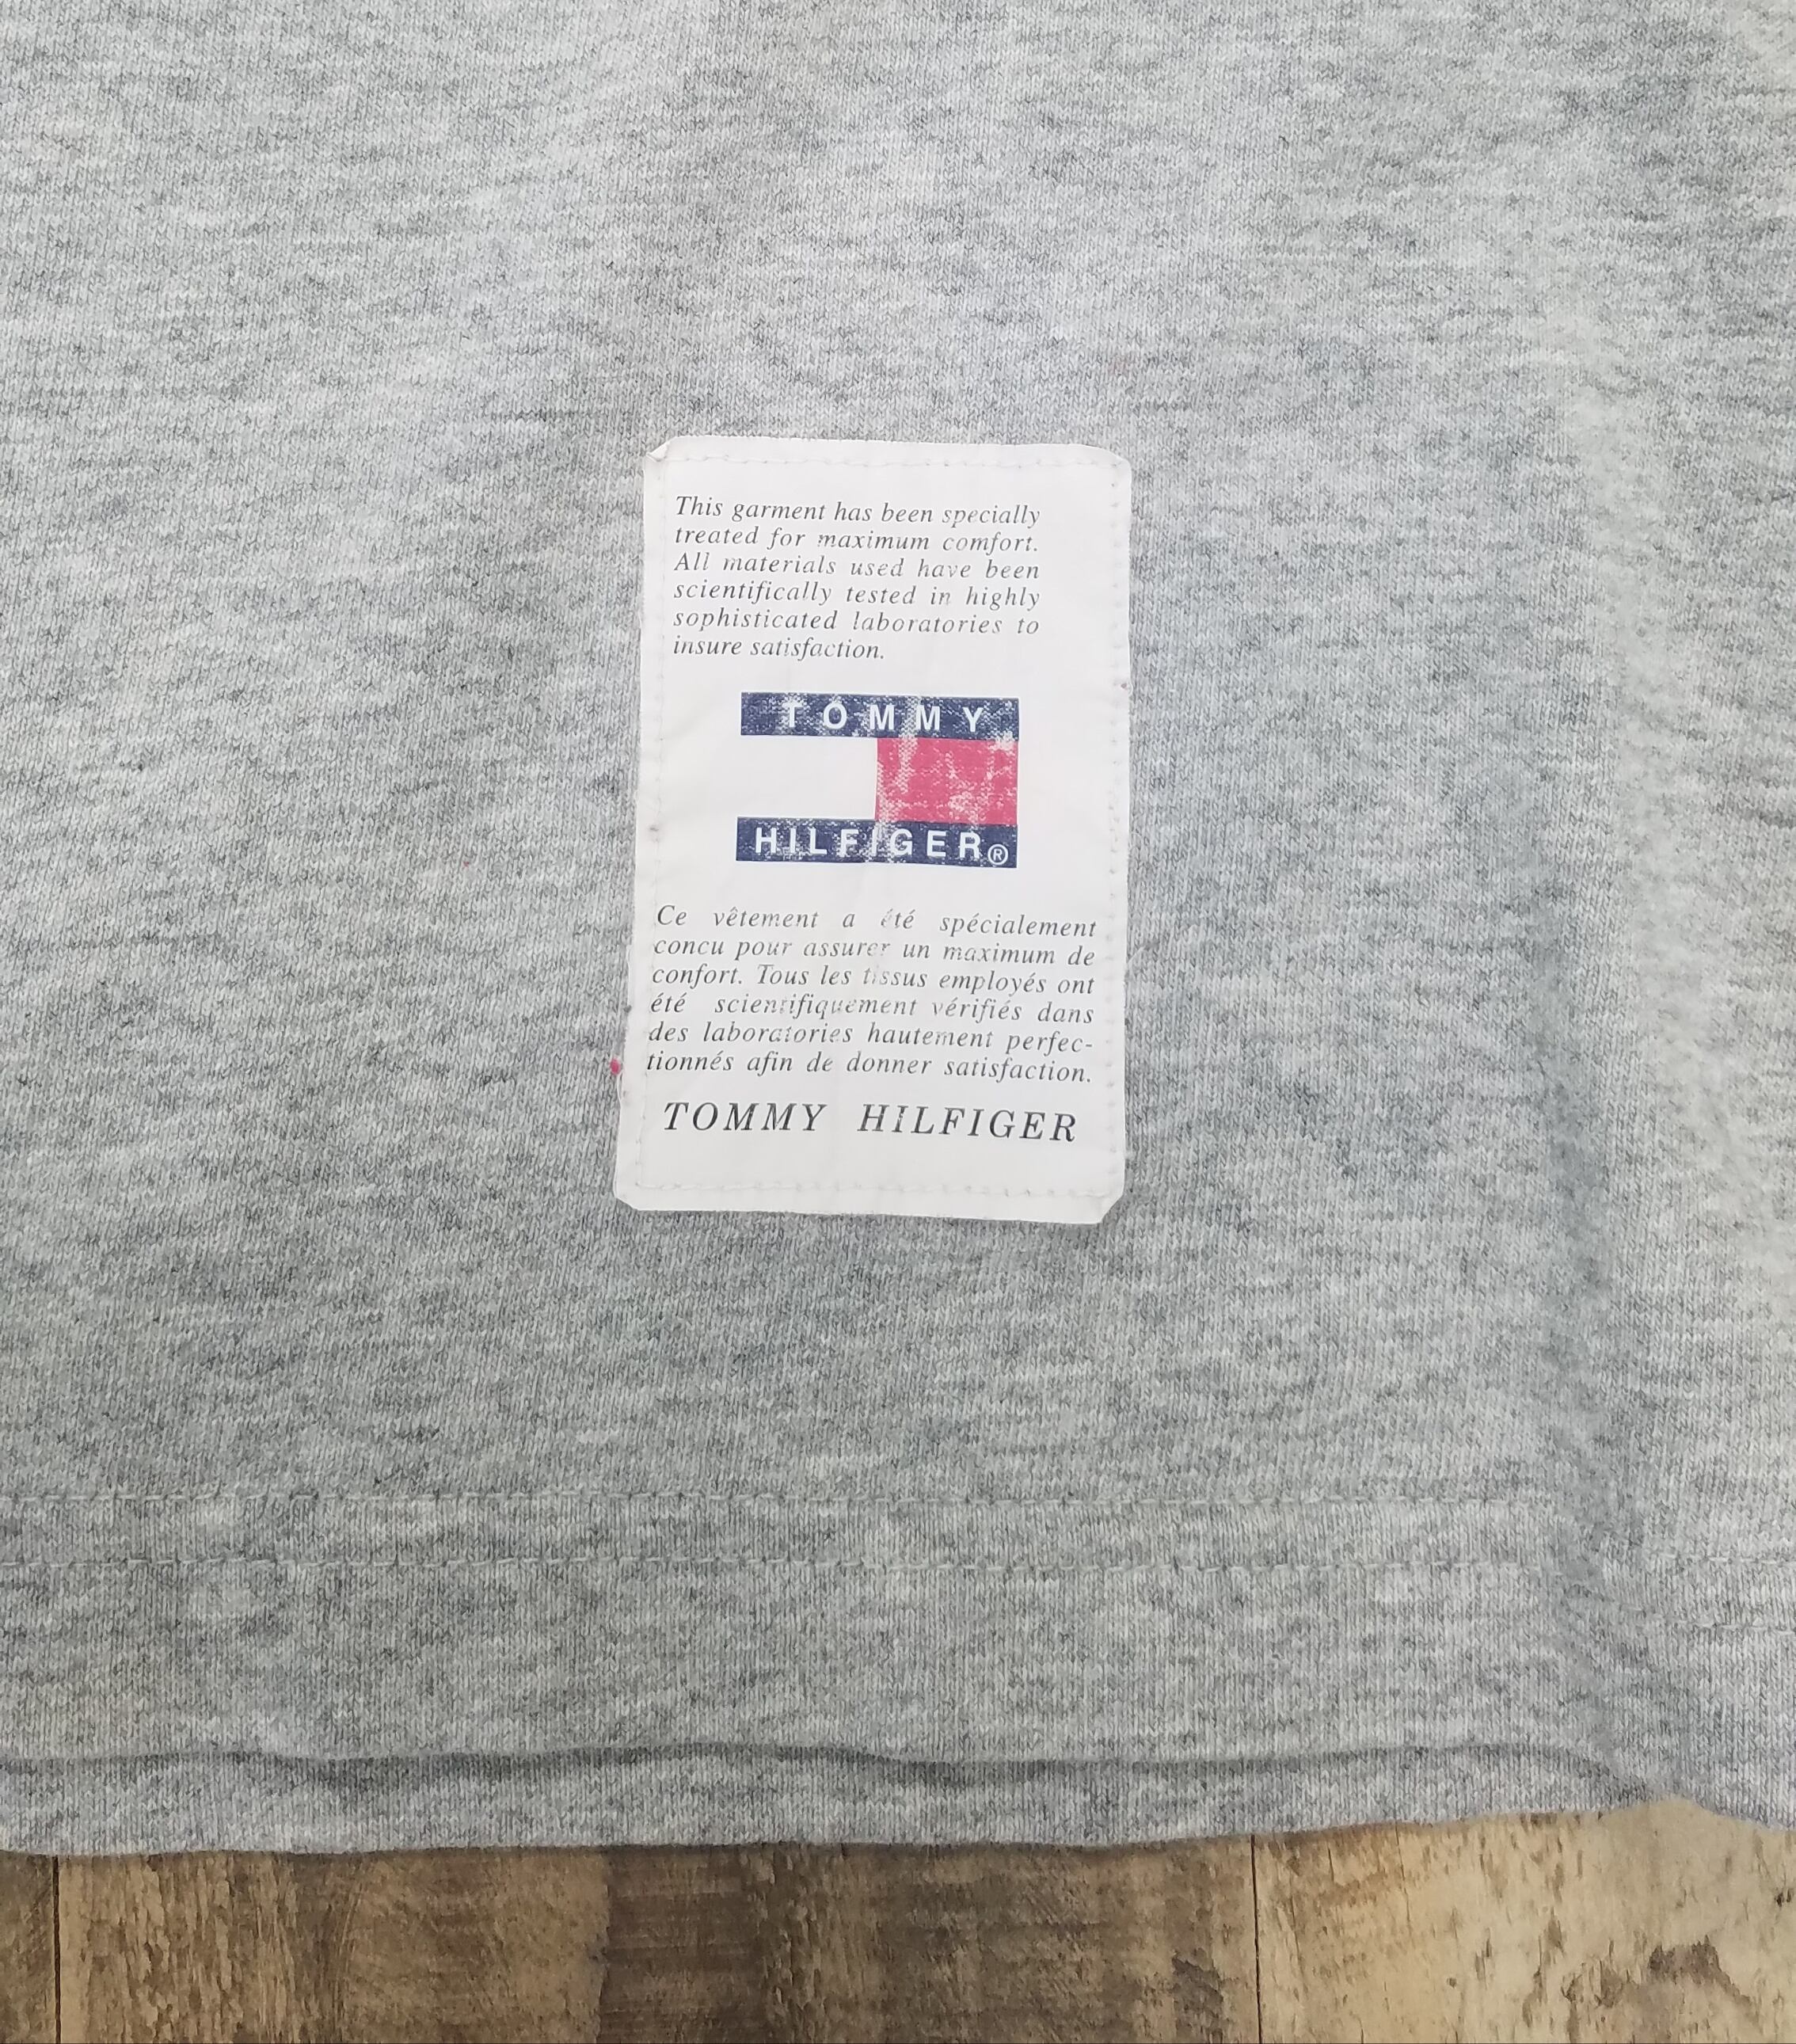 This garment has been specially
treated for maximum comfort.
All materials used have been
scientifically tested in highly
sophisticated laboratories to
insure satisfaction.
TOMMY
HILFIGER®
Ce vêtement a été spécialement
concu pour assurer un maximum de
confort. Tous les tissus employés ont
été scientifiquement vérifiés dans
des laboratories hautement perfec-
tionnés afin de donner satisfaction.
TOMMY HILFIGER